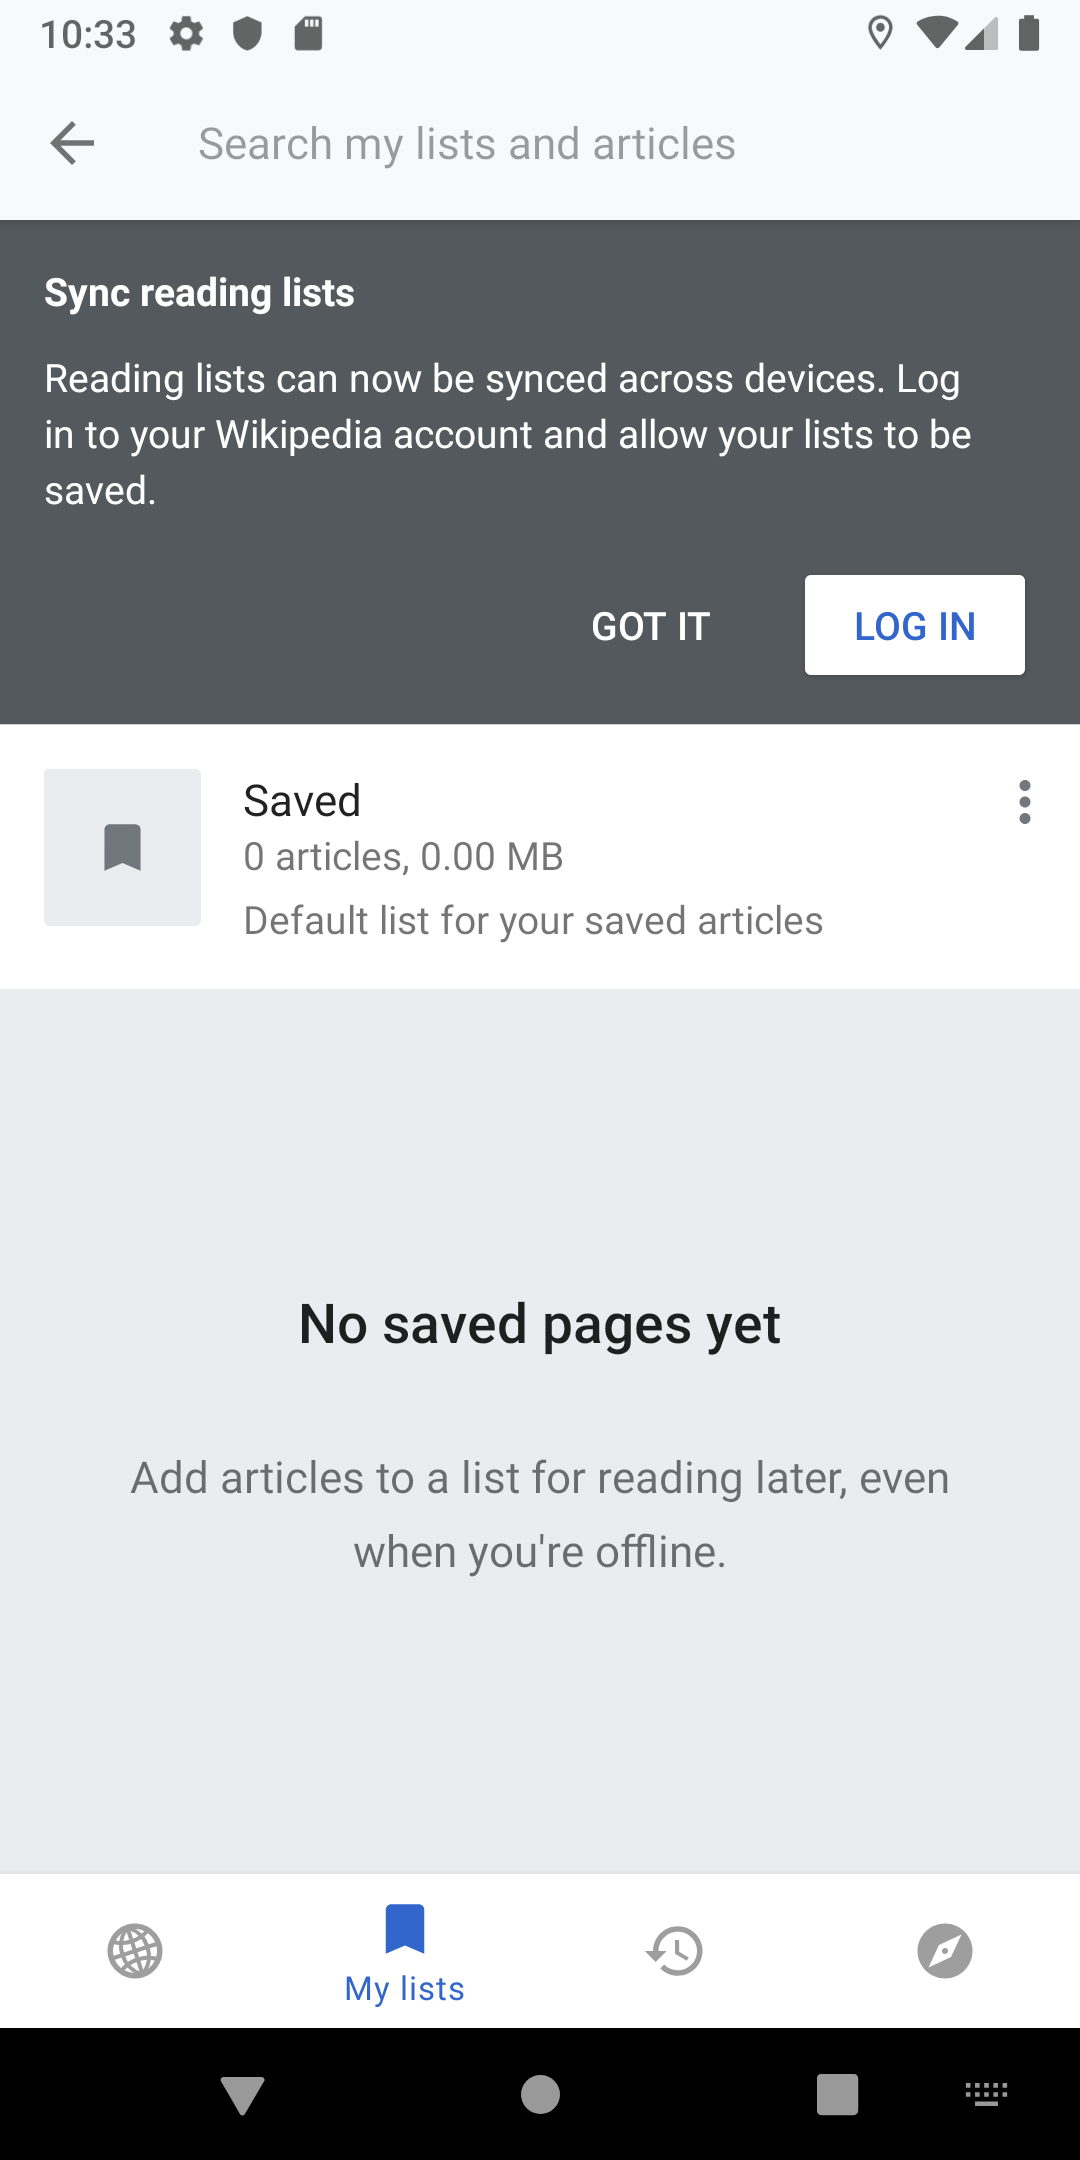 10:33
Search my lists and articles
Sync reading lists
Reading lists can now be synced across devices. Log
in to your Wikipedia account and allow your lists to be
saved.
GOT IT
LOG IN
Saved
0 articles, 0.00 MB
Default list for your saved articles
No saved pages yet
Add articles to a list for reading later, even
when you're offline.
My lists